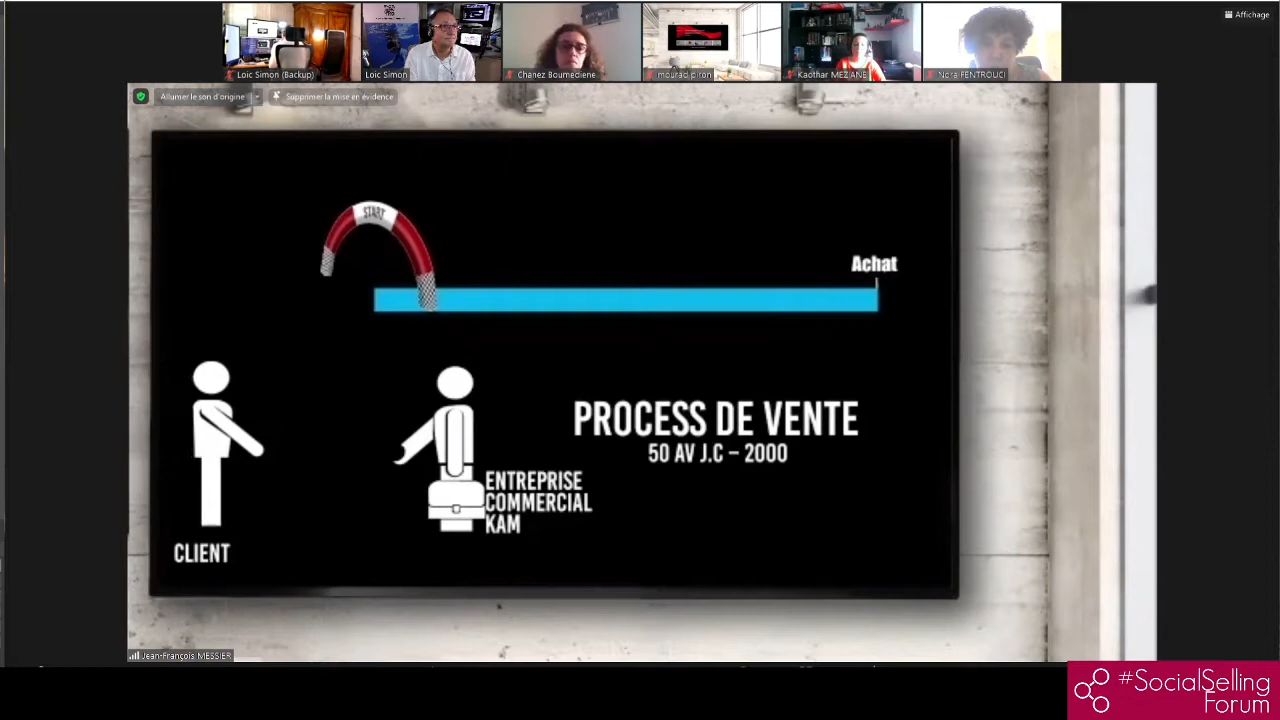 Affichage
Loic Simon (Backup)
Loic Simon
Chanez Boumediene
mourad piron
Kaothar MEZIANE
Nora FENTROUCI
Allumer le son d'origine
Supprimer la mise en évidence
START
Achat
PROCESS DE VENTE
50 AV J.C – 2000
ENTREPRISE
COMMERCIAL
KAM
CLIENT
Jean-François MESSIER
#SocialSelling
Forum